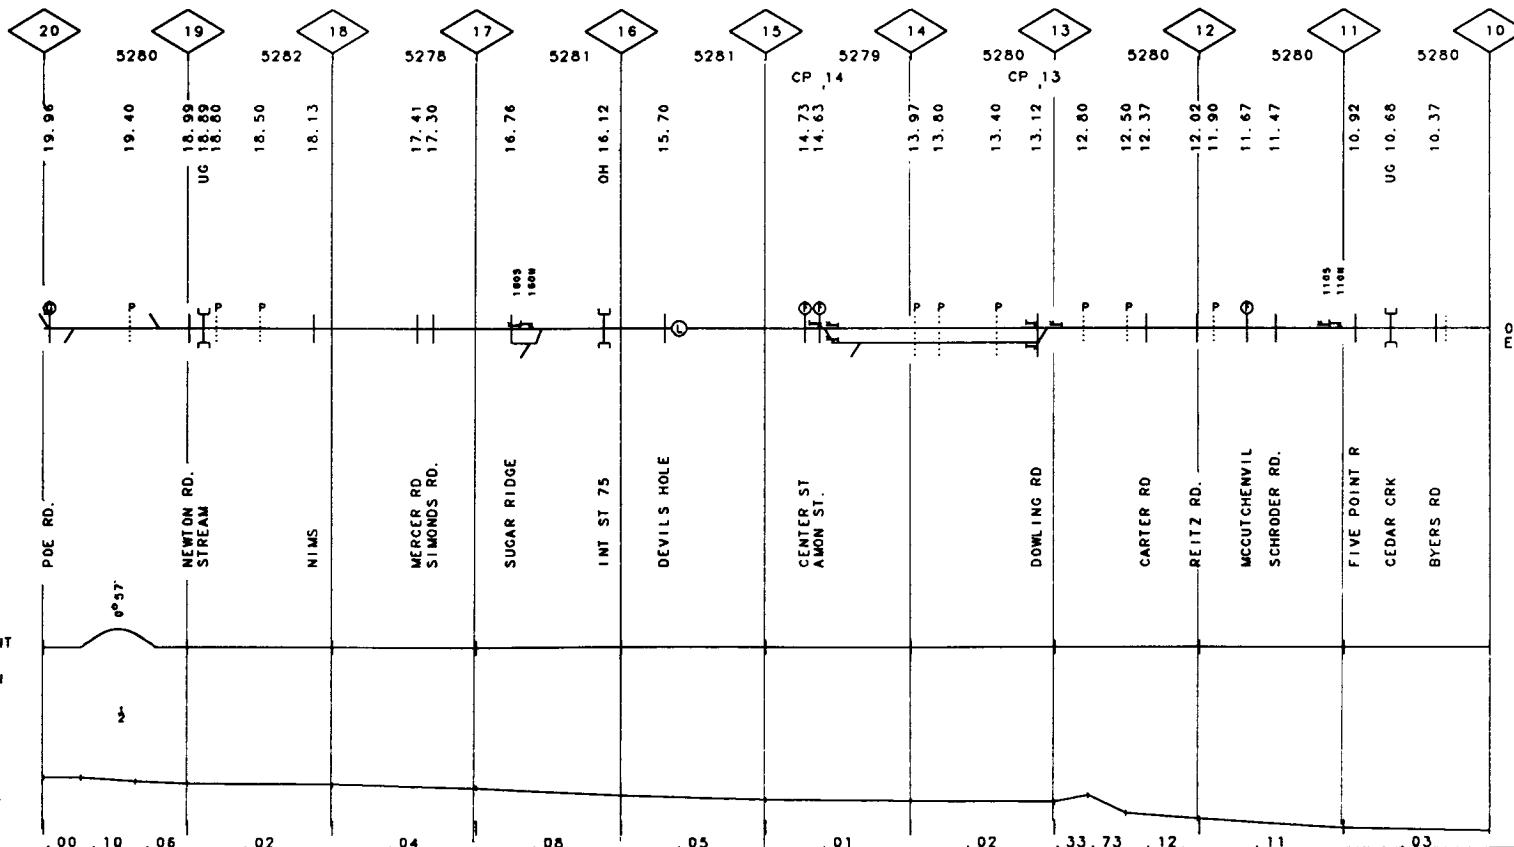 20 19 18 17 16 15 14 13 12 11 10
5280 5282 5278 5281 5281 5279 5280 5280 5280 5280
CP 14 CP 13
19.96
19.40
18.99
UG 18.89
18.80
18.50
18.13
17.41
17.30
16.76
OH 16.12
15.70
14.73
14.63
13.97
13.80
13.40
13.12
12.80
12.50
12.37
12.02
11.90
11.67
11.47
10.92
UG 10.68
10.37
160S
160N
110S
110N
P P P P P P P P P
L
O
E
POE RD.
NEWTON RD.
STREAM
NIMS
MERCER RD
SIMONDS RD.
SUGAR RIDGE
INT ST 75
DEVILS HOLE
CENTER ST
AMON ST.
DOWLING RD
CARTER RD
REITZ RD.
MCCUTCHENVIL
SCHRODER RD.
FIVE POINT R
CEDAR CRK
BYERS RD
0°57'
NT
½
.00 .10 .06 .02 .04 .08 .05 .01 .02 .33 .73 .12 .11 .03